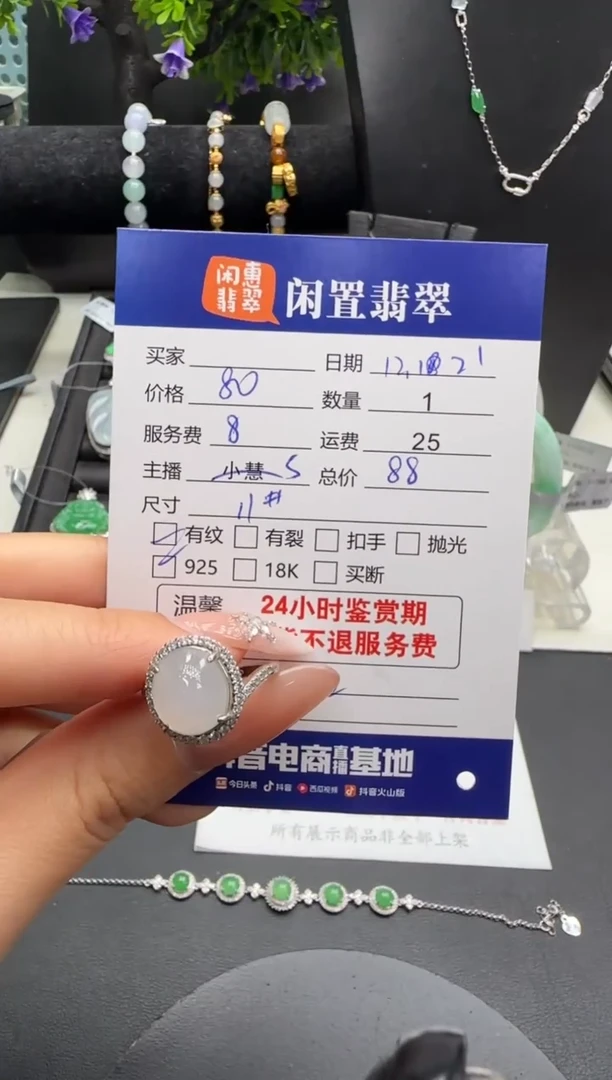 闲惠
翡翠
闲置翡翠
买家 日期
价格 80 数量 1
服务费 8 运费 25
主播 小慧 S 总价 88
尺寸 11#
有纹 有裂 扣手 抛光
925 18K 买断
温馨 24小时鉴赏期
不退服务费
音电商直播基地
今日头条 抖音 西瓜视频 抖音火山版
所有展示商品非全部上架